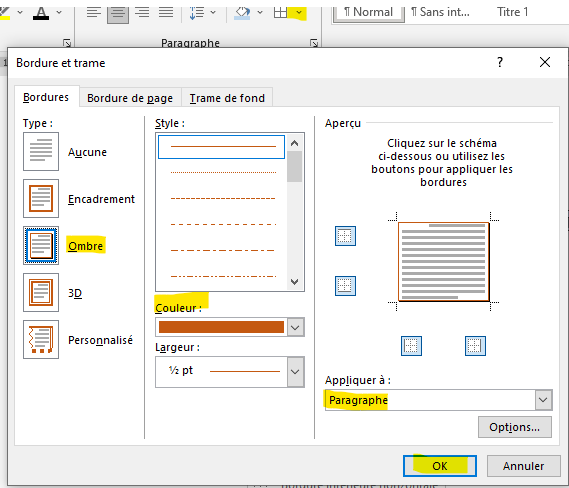 A
¶ Normal
¶ Sans int...
Titre 1
Paragraphe
Bordure et trame
?
Bordures
Bordure de page
Trame de fond
Type :
Aucune
Encadrement
Ombre
3D
Personnalisé
Style :
Couleur :
Largeur :
½ pt
Aperçu
Cliquez sur le schéma
ci-dessous ou utilisez les
boutons pour appliquer les
bordures
Appliquer à :
Paragraphe
Options...
OK
Annuler